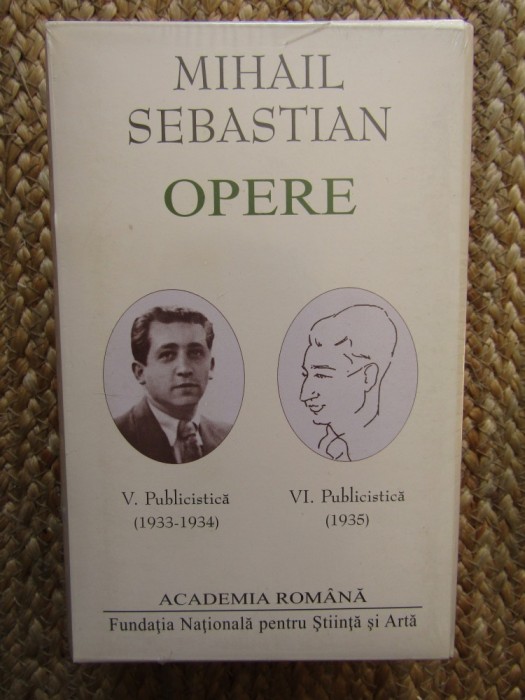 MIHAIL
SEBASTIAN
OPERE
V. Publicistică
(1933-1934)
VI. Publicistică
(1935)
ACADEMIA ROMÂNĂ
Fundația Națională pentru Știință și Artă